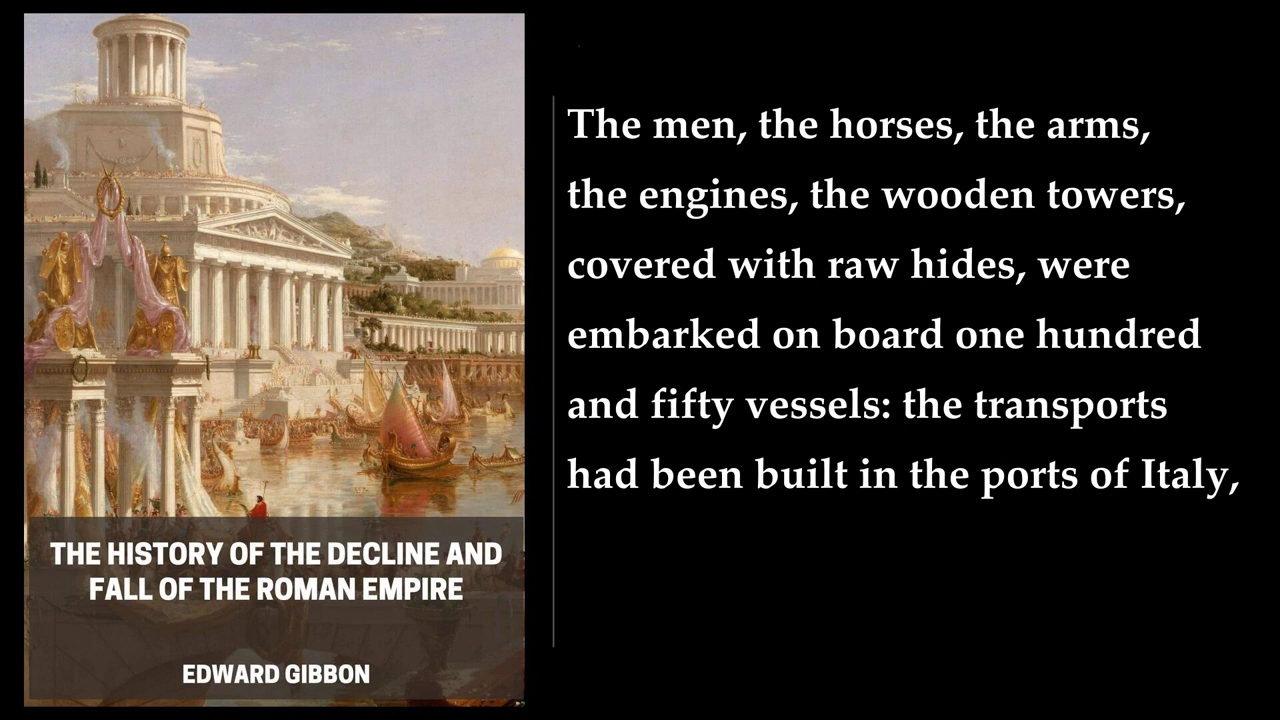 THE HISTORY OF THE DECLINE AND
FALL OF THE ROMAN EMPIRE
EDWARD GIBBON
The men, the horses, the arms,
the engines, the wooden towers,
covered with raw hides, were
embarked on board one hundred
and fifty vessels: the transports
had been built in the ports of Italy,